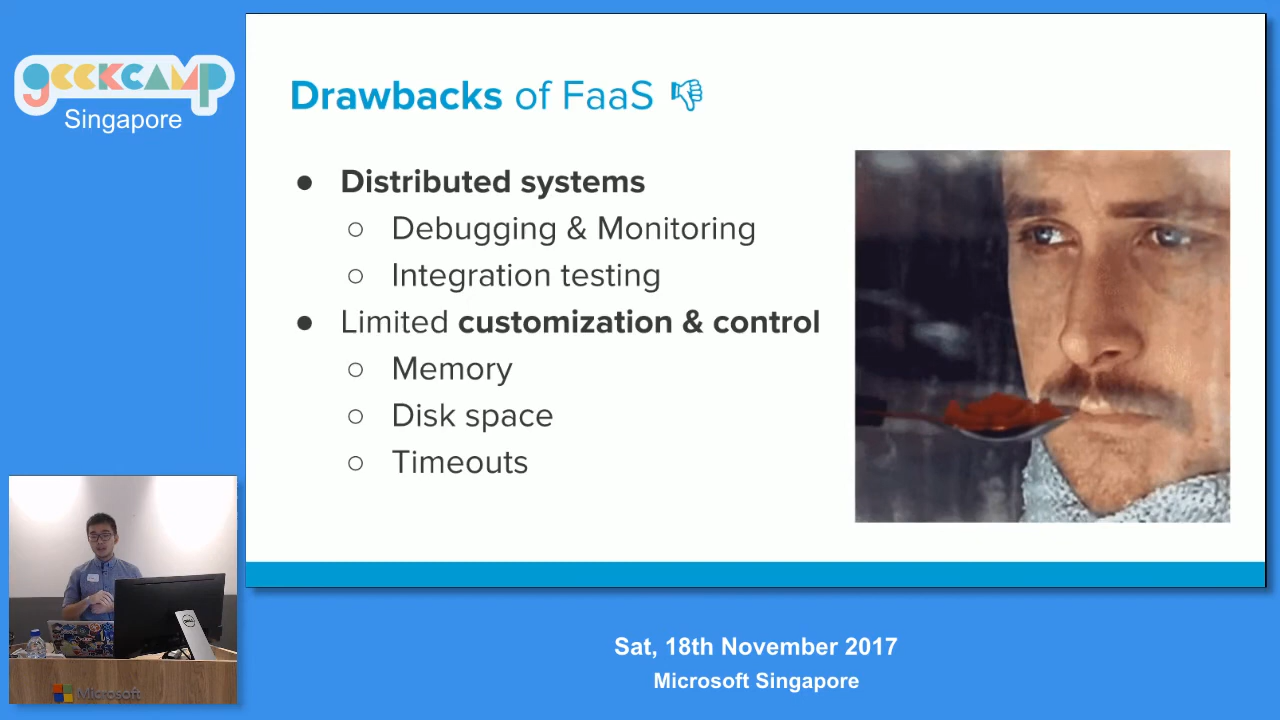 geekcamp
Singapore
Drawbacks of FaaS
Distributed systems
Debugging & Monitoring
Integration testing
Limited customization & control
Memory
Disk space
Timeouts
DELL
Microsoft
Sat, 18th November 2017
Microsoft Singapore